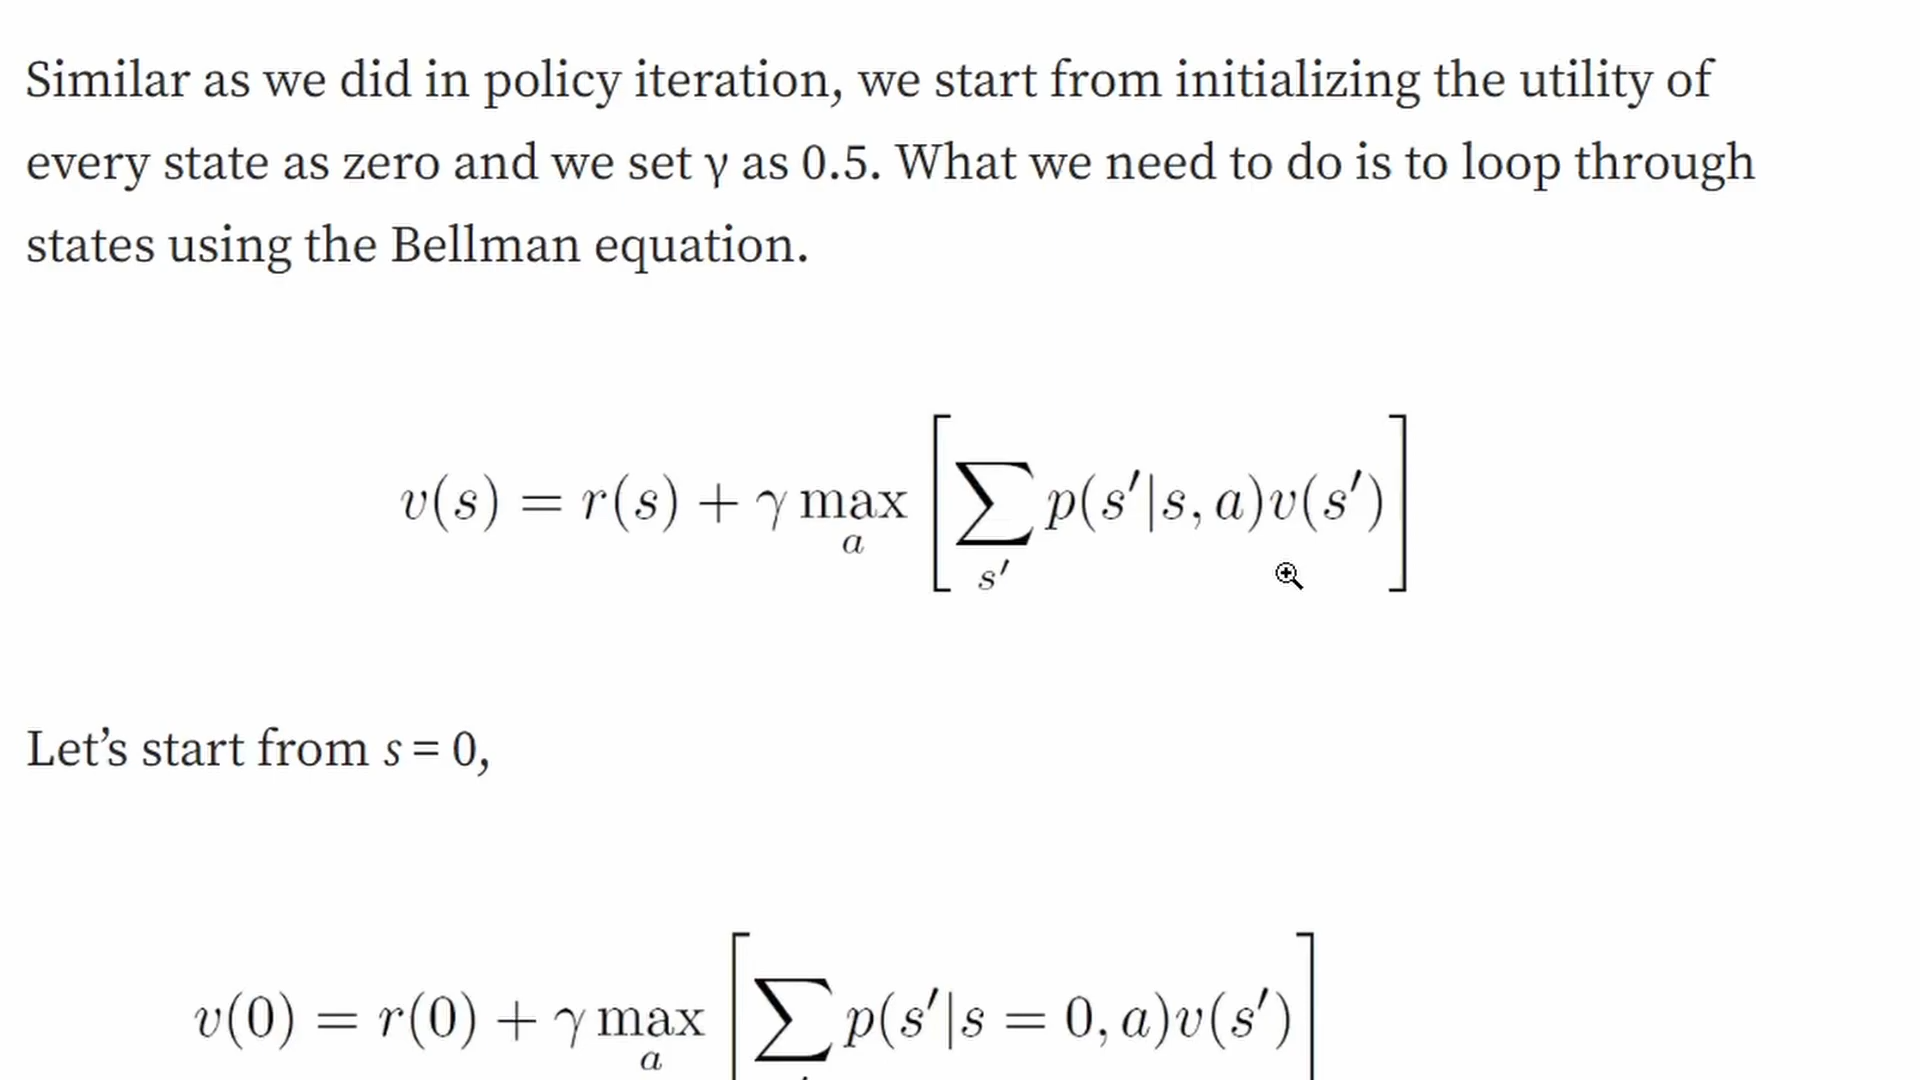 Similar as we did in policy iteration, we start from initializing the utility of
every state as zero and we set γ as 0.5. What we need to do is to loop through
states using the Bellman equation.
v(s) = r(s) + γ max_a [∑_{s′} p(s′|s, a)v(s′)]
Let’s start from s = 0,
v(0) = r(0) + γ max_a [∑ p(s′|s = 0, a)v(s′)]